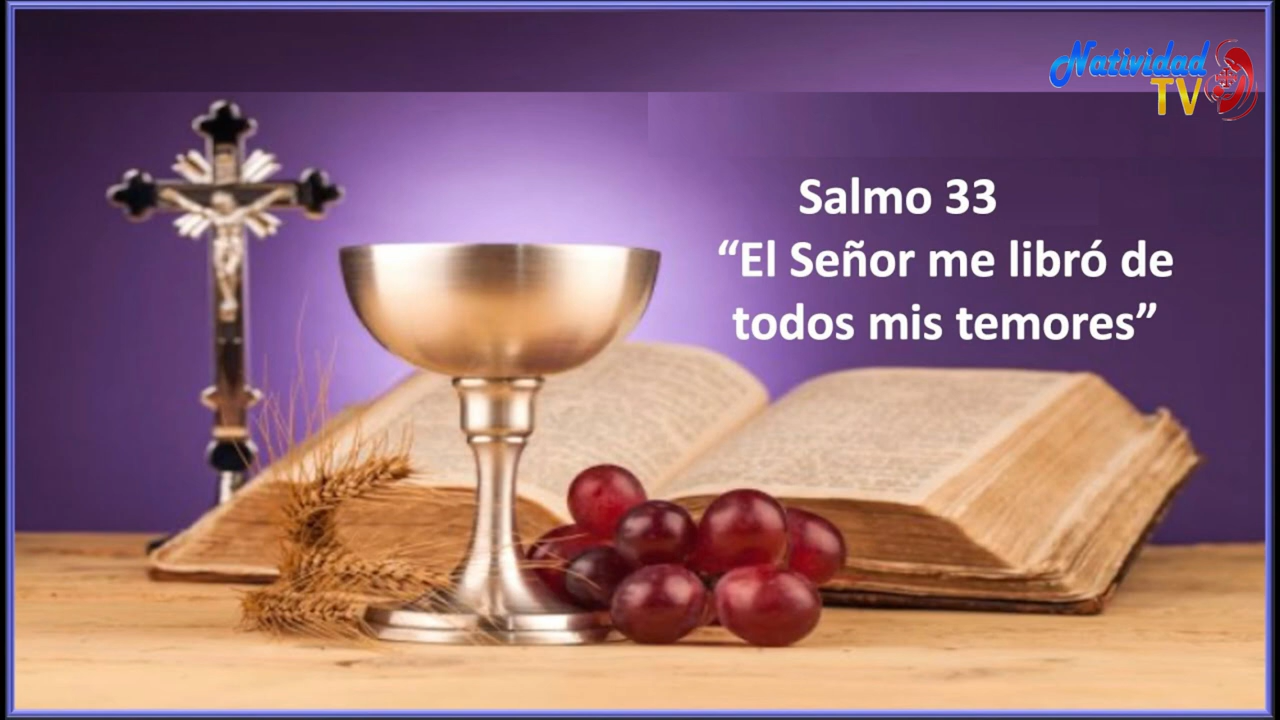 Natividad
TV
Salmo 33
“El Señor me libró de
todos mis temores”